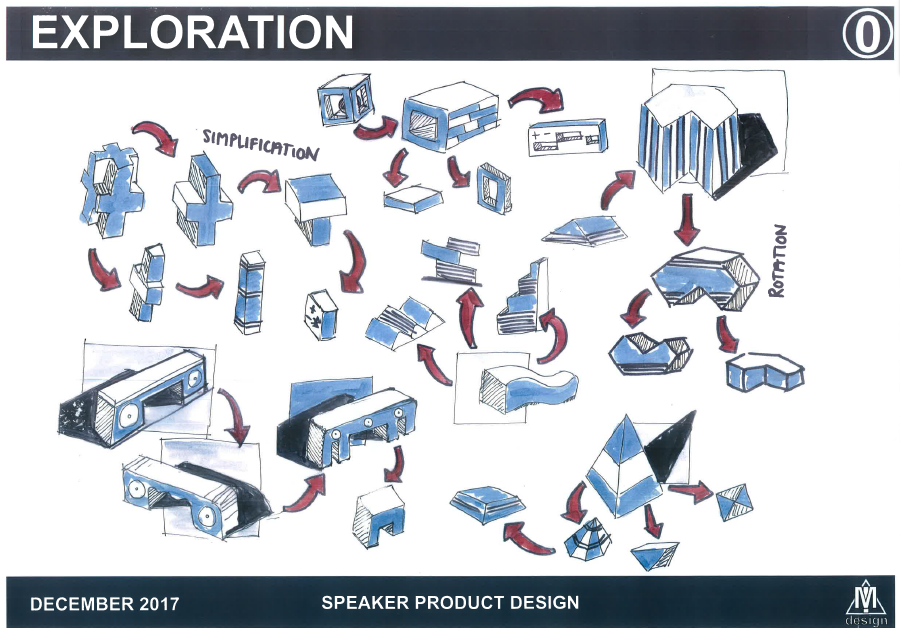 EXPLORATION
0
SIMPLIFICATION
+ -
ROTATION
DECEMBER 2017
SPEAKER PRODUCT DESIGN
M
design